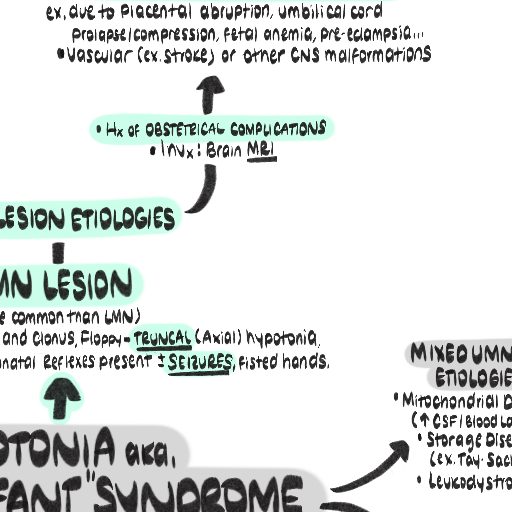 ex. due to Placental abruption, umbilical cord
prolapse/compression, fetal anemia, pre-eclampsia...
•Vascular (ex. stroke) or other CNS malformations
• Hx of OBSTETRICAL COMPLICATIONS
• Invx: Brain MRI
LESION ETIOLOGIES
MN LESION
e common than LMN)
and Clonus, Floppy- TRUNCAL (Axial) hypotonia,
natal Reflexes present ± SEIZURES, fisted hands.
MIXED UMN
ETIOLOGIE
• Mitochondrial D
(↑CSF/Blood La
• Storage Dise
(ex. Tay-Sac
• Leukodystro
OTONIA aka.
FANT" SYNDROME